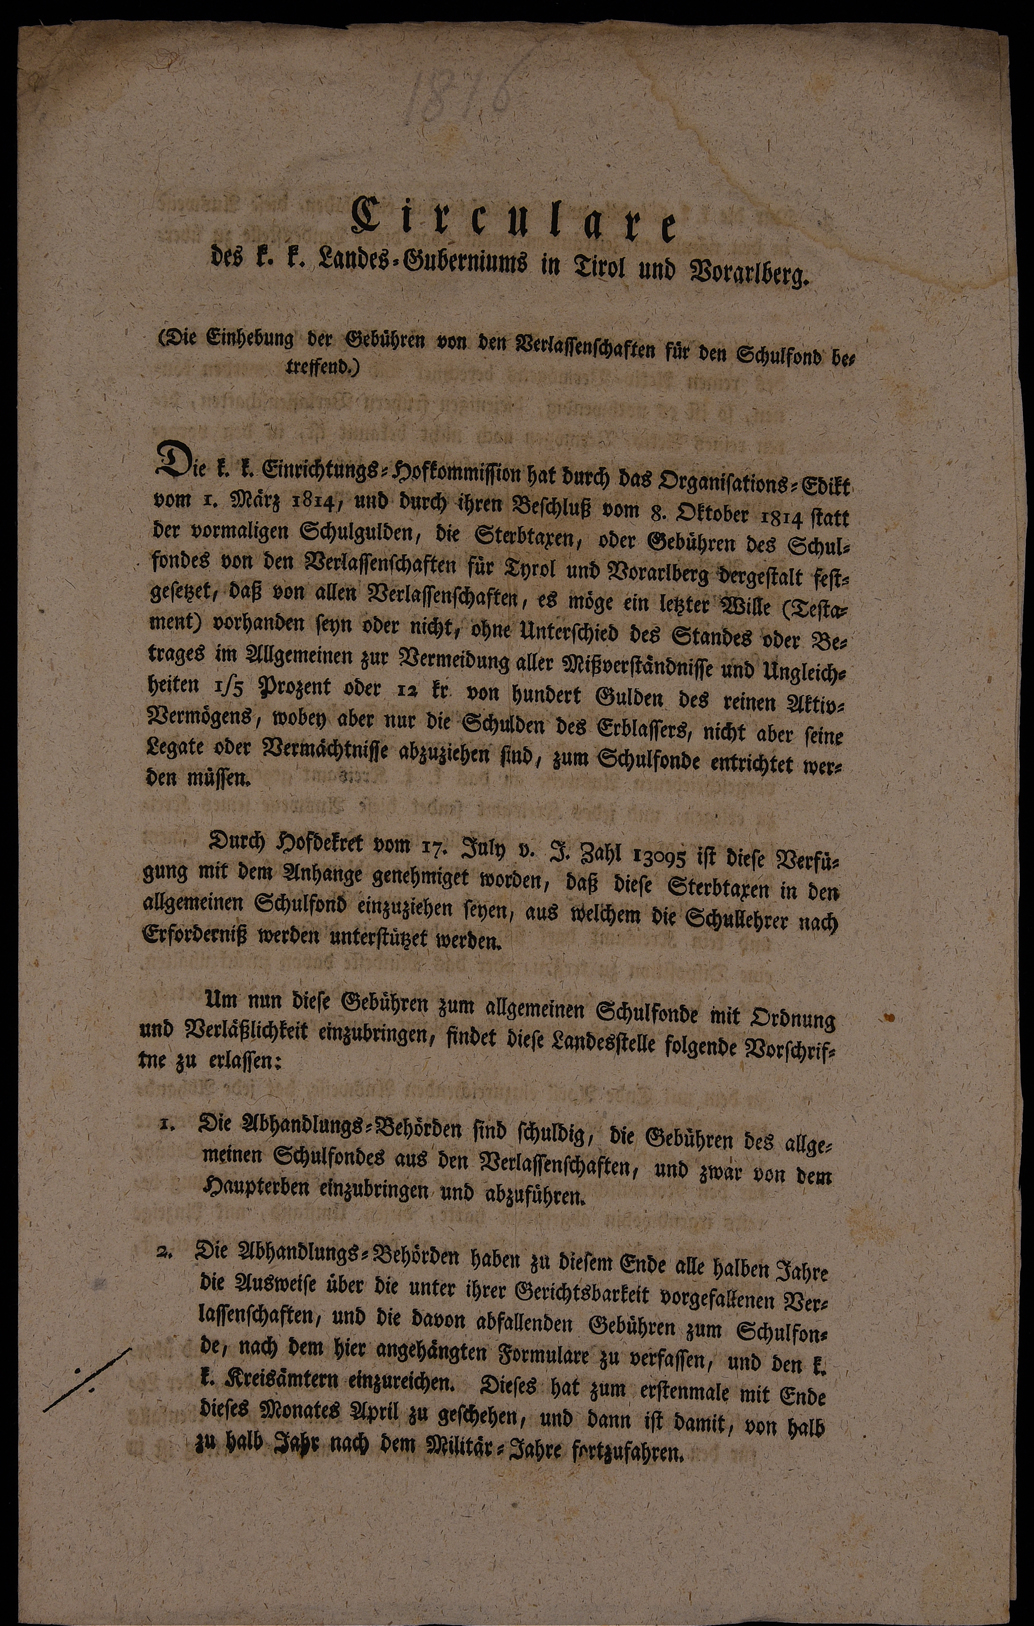 1816
Circulare
des k. k. Landes-Guberniums in Tirol und Vorarlberg.
(Die Einhebung der Gebühren von den Verlassenschaften für den Schulfond be-
treffend.)
Die k. k. Einrichtungs-Hofkommission hat durch das Organisations-Edikt
vom 1. März 1814, und durch ihren Beschluß vom 8. Oktober 1814 statt
der vormaligen Schulgulden, die Sterbtaxen, oder Gebühren des Schul-
fondes von den Verlassenschaften für Tyrol und Vorarlberg dergestalt fest-
gesetzet, daß von allen Verlassenschaften, es möge ein letzter Wille (Testa-
ment) vorhanden seyn oder nicht, ohne Unterschied des Standes oder Be-
trages im Allgemeinen zur Vermeidung aller Mißverständnisse und Ungleich-
heiten 1/5 Prozent oder 12 kr von hundert Gulden des reinen Aktiv-
Vermögens, wobey aber nur die Schulden des Erblassers, nicht aber seine
Legate oder Vermächtnisse abzuziehen sind, zum Schulfonde entrichtet wer-
den müssen.
Durch Hofdekret vom 17. July v. J. Zahl 13095 ist diese Verfü-
gung mit dem Anhange genehmiget worden, daß diese Sterbtaxen in den
allgemeinen Schulfond einzuziehen seyen, aus welchem die Schullehrer nach
Erforderniß werden unterstützet werden.
Um nun diese Gebühren zum allgemeinen Schulfonde mit Ordnung
und Verläßlichkeit einzubringen, findet diese Landesstelle folgende Vorschrif-
tne zu erlassen:
1. Die Abhandlungs-Behörden sind schuldig, die Gebühren des allge-
meinen Schulfondes aus den Verlassenschaften, und zwar von dem
Haupterben einzubringen und abzuführen.
2. Die Abhandlungs-Behörden haben zu diesem Ende alle halben Jahre
die Ausweise über die unter ihrer Gerichtsbarkeit vorgefallenen Ver-
lassenschaften, und die davon abfallenden Gebühren zum Schulfon-
de, nach dem hier angehängten Formulare zu verfassen, und den k.
k. Kreisämtern einzureichen. Dieses hat zum erstenmale mit Ende
dieses Monates April zu geschehen, und dann ist damit, von halb
zu halb Jahr nach dem Militär-Jahre fortzufahren.